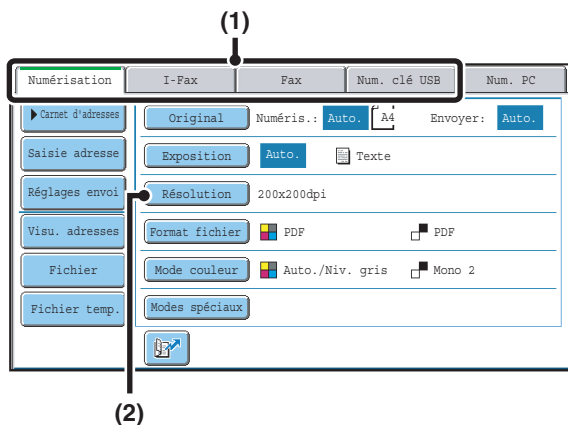 (1)
Numérisation I-Fax Fax Num. clé USB Num. PC
Carnet d'adresses Original Numéris.: Auto. A4 Envoyer: Auto.
Saisie adresse Exposition Auto. Texte
Réglages envoi Résolution 200x200dpi
Visu. adresses Format fichier PDF PDF
Fichier Mode couleur Auto./Niv. gris Mono 2
Fichier temp. Modes spéciaux
(2)